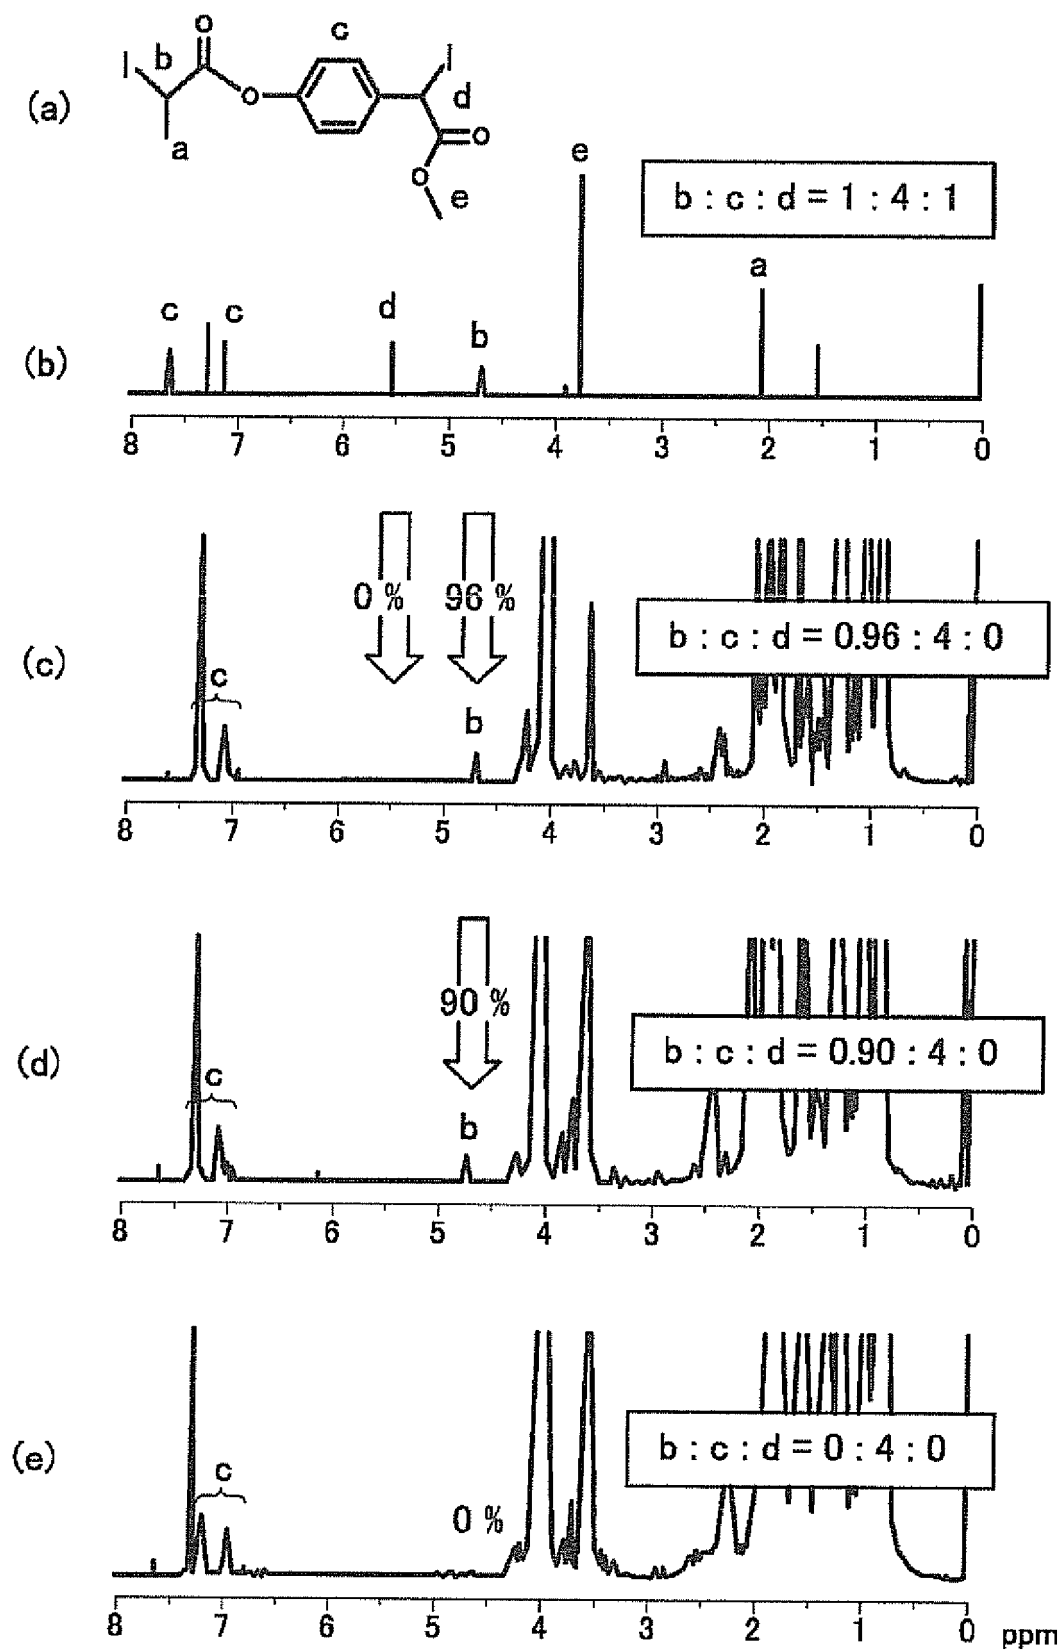 (a)
I b O c I
O d
a O
O e
e
b : c : d = 1 : 4 : 1
(b)
c c d b a
8 7 6 5 4 3 2 1 0
(c)
0 % 96 %
b : c : d = 0.96 : 4 : 0
c
b
8 7 6 5 4 3 2 1 0
(d)
90 %
b : c : d = 0.90 : 4 : 0
c
b
8 7 6 5 4 3 2 1 0
(e)
b : c : d = 0 : 4 : 0
c
0 %
8 7 6 5 4 3 2 1 0 ppm